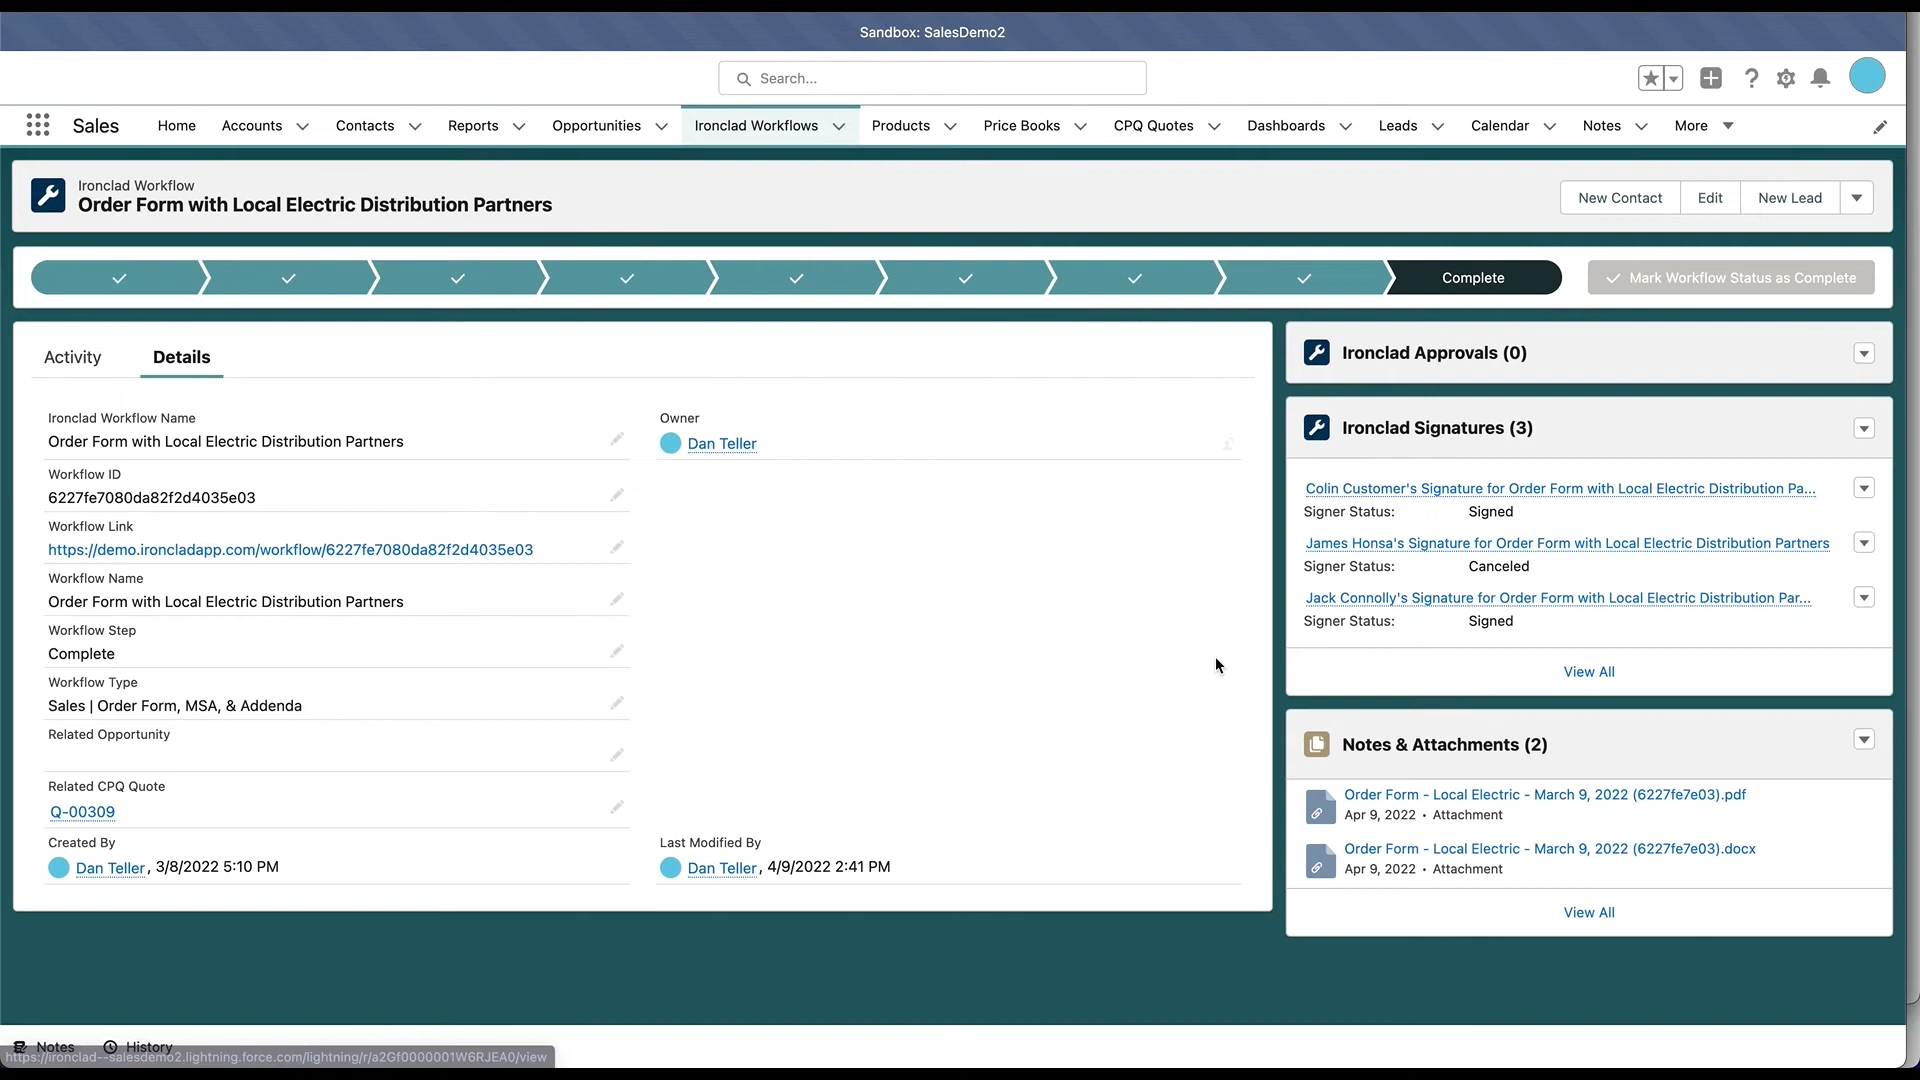 Sandbox: SalesDemo2
Search...
Sales
Home
Accounts
Contacts
Reports
Opportunities
Ironclad Workflows
Products
Price Books
CPQ Quotes
Dashboards
Leads
Calendar
Notes
More
Ironclad Workflow
Order Form with Local Electric Distribution Partners
New Contact
Edit
New Lead
Complete
Mark Workflow Status as Complete
Activity
Details
Ironclad Workflow Name
Order Form with Local Electric Distribution Partners
Owner
Dan Teller
Workflow ID
6227fe7080da82f2d4035e03
Workflow Link
https://demo.ironcladapp.com/workflow/6227fe7080da82f2d4035e03
Workflow Name
Order Form with Local Electric Distribution Partners
Workflow Step
Complete
Workflow Type
Sales | Order Form, MSA, & Addenda
Related Opportunity
Related CPQ Quote
Q-00309
Created By
Dan Teller, 3/8/2022 5:10 PM
Last Modified By
Dan Teller, 4/9/2022 2:41 PM
Ironclad Approvals (0)
Ironclad Signatures (3)
Colin Customer's Signature for Order Form with Local Electric Distribution Pa...
Signer Status: Signed
James Honsa's Signature for Order Form with Local Electric Distribution Partners
Signer Status: Canceled
Jack Connolly's Signature for Order Form with Local Electric Distribution Par...
Signer Status: Signed
View All
Notes & Attachments (2)
Order Form - Local Electric - March 9, 2022 (6227fe7e03).pdf
Apr 9, 2022 • Attachment
Order Form - Local Electric - March 9, 2022 (6227fe7e03).docx
Apr 9, 2022 • Attachment
View All
Notes
History
https://ironclad--salesdemo2.lightning.force.com/lightning/r/a2Gf0000001W6RJEA0/view